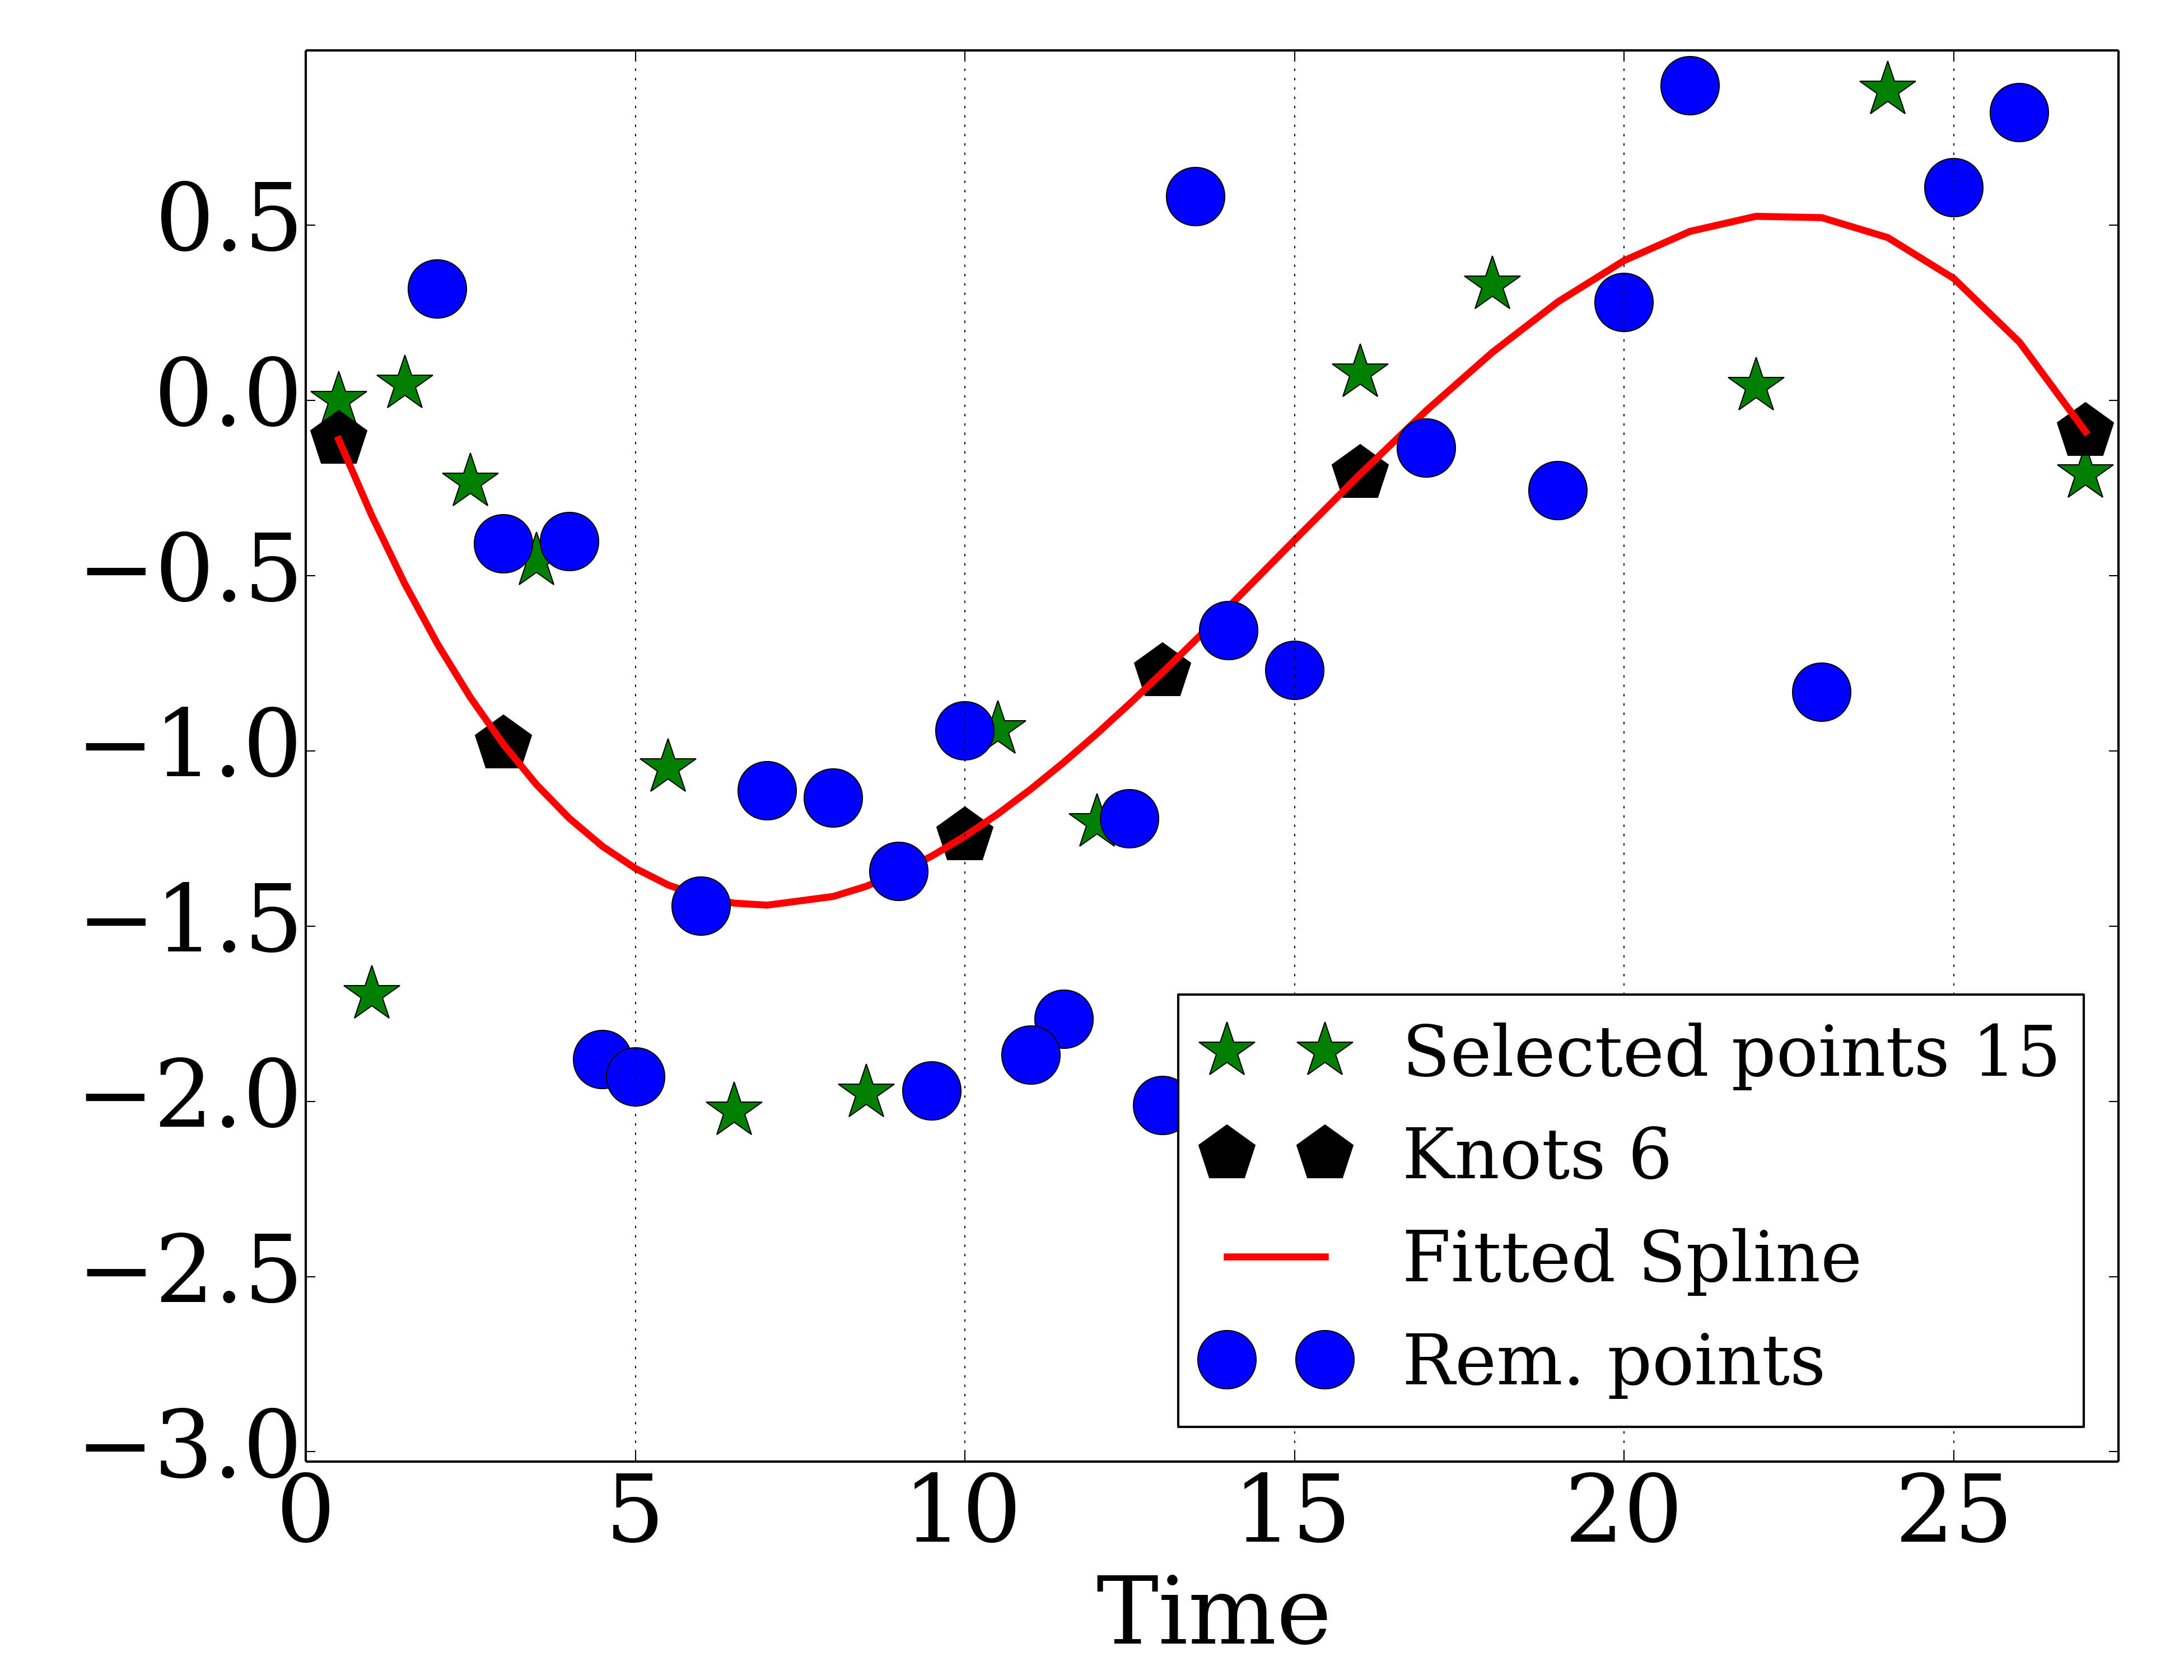 0.5
0.0
−0.5
−1.0
−1.5
−2.0
−2.5
−3.0
Selected points 15
Knots 6
Fitted Spline
Rem. points
0 5 10 15 20 25
Time